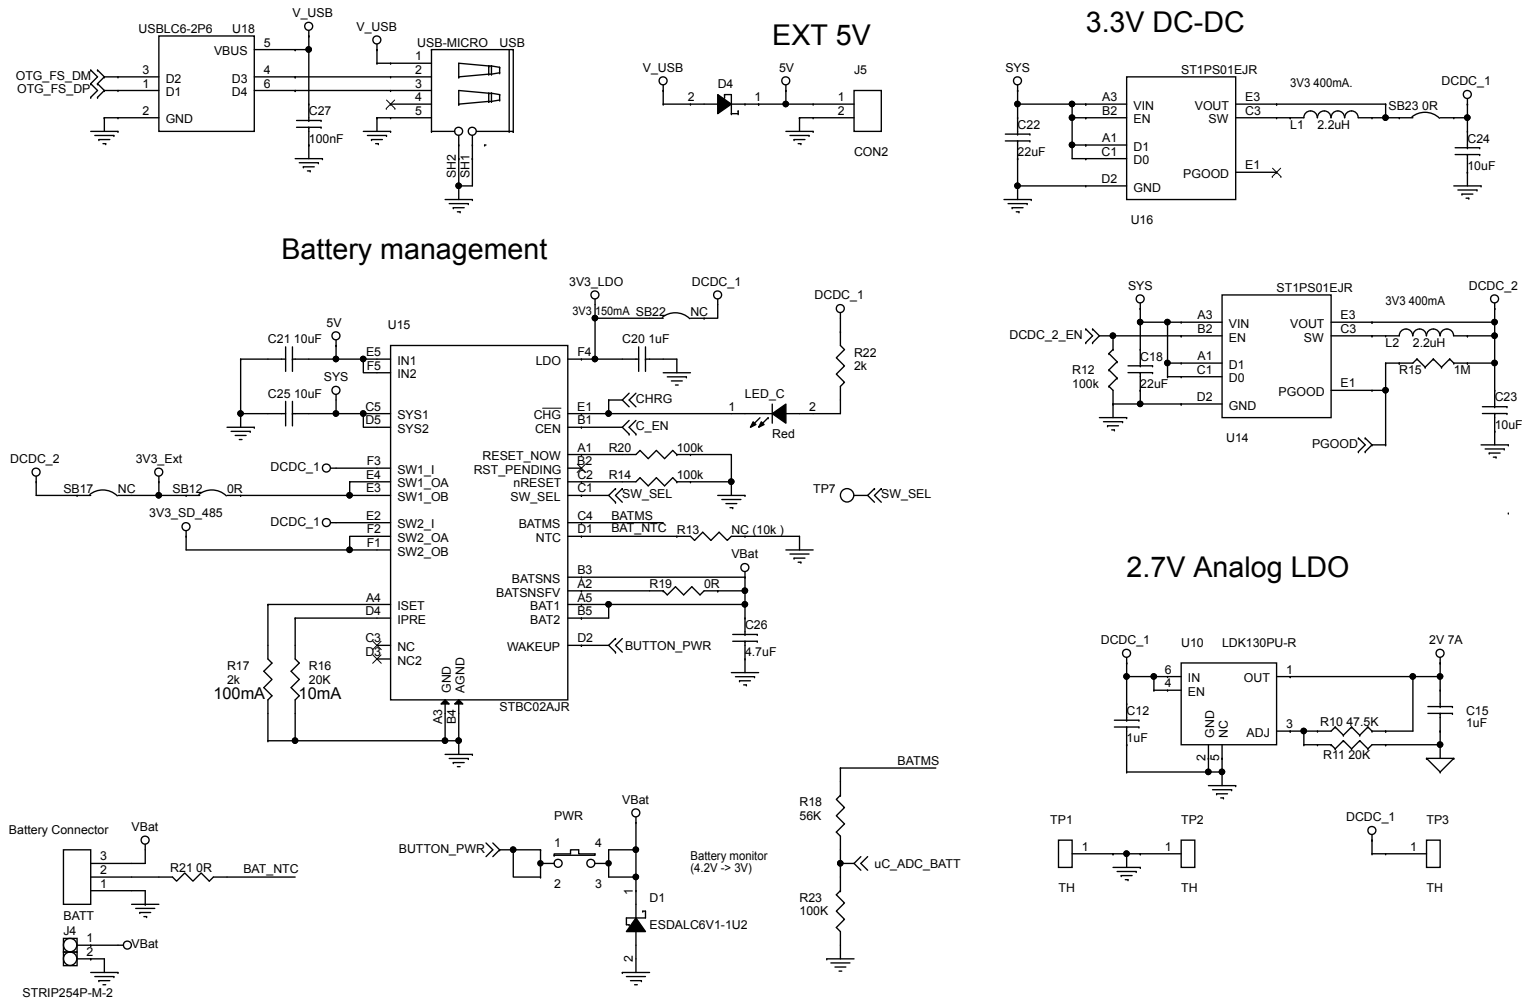 EXT 5V
3.3V DC-DC
USBLC6-2P6 U18
V_USB
V_USB
USB-MICRO USB
VBUS 5
OTG_FS_DM 3 D2 D3 4
OTG_FS_DP 1 D1 D4 6
2 GND
C27
100nF
1
2
3
4
5
SH2
SH1
V_USB
D4
5V
J5
2 1 1
2
CON2
SYS
ST1PS01EJR
3V3 400mA.
DCDC_1
A3 VIN VOUT E3
B2 EN SW C3
L1 2.2uH
SB23 0R
C22
22uF
A1 D1
C1 D0
PGOOD E1
D2 GND
U16
C24
10uF
Battery management
3V3_LDO
DCDC_1
3V3 150mA SB22 NC
DCDC_1
U15
C21 10uF
5V
E5 IN1
F5 IN2
LDO F4
C20 1uF
R22
2k
C25 10uF
SYS
C5 SYS1
D5 SYS2
CHG E1
CHRG
CEN B1
C_EN
LED_C
1 2
Red
RESET_NOW A1
R20 100k
RST_PENDING B2
nRESET C2
R14 100k
SW_SEL C1
SW_SEL
TP7
SW_SEL
DCDC_2
3V3_Ext
DCDC_1
F3 SW1_I
E4 SW1_OA
E3 SW1_OB
SB17 NC
SB12 0R
3V3_SD_485
DCDC_1
E2 SW2_I
F2 SW2_OA
F1 SW2_OB
BATMS C4 BATMS
NTC D1 BAT_NTC
R13 NC (10k )
VBat
BATSNS B3
BATSNSFV A2
R19 0R
BAT1 A5
BAT2 B5
C26
4.7uF
WAKEUP D2
BUTTON_PWR
A4 ISET
D4 IPRE
C3 NC
D3 NC2
R17
2k
100mA
R16
20K
10mA
GND
AGND
A3
B4
STBC02AJR
SYS
ST1PS01EJR
3V3 400mA
DCDC_2
DCDC_2_EN
A3 VIN VOUT E3
B2 EN SW C3
L2 2.2uH
R12
100k
C18
22uF
A1 D1
C1 D0
PGOOD E1
R15 1M
D2 GND
U14
PGOOD
C23
10uF
2.7V Analog LDO
DCDC_1
U10 LDK130PU-R
2V 7A
6 IN OUT 1
4 EN
C12
1uF
GND
NC
2
5
ADJ 3
R10 47.5K
R11 20K
C15
1uF
TP1
1
TH
TP2
1
TH
DCDC_1
TP3
1
TH
Battery Connector
VBat
3
2
1
R21 0R
BAT_NTC
BATT
J4
1
2
VBat
STRIP254P-M-2
PWR
VBat
BUTTON_PWR
1 4
2 3
Battery monitor
(4.2V -> 3V)
1
D1
ESDALC6V1-1U2
2
BATMS
R18
56K
uC_ADC_BATT
R23
100K